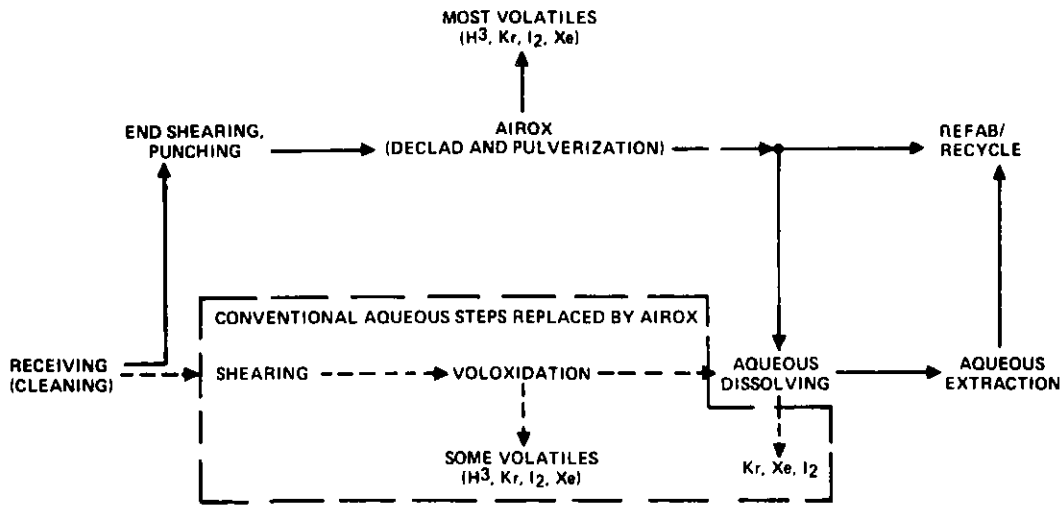 MOST VOLATILES
(H³, Kr, I₂, Xe)
END SHEARING,
PUNCHING
AIROX
(DECLAD AND PULVERIZATION)
REFAB/
RECYCLE
CONVENTIONAL AQUEOUS STEPS REPLACED BY AIROX
RECEIVING
(CLEANING)
SHEARING
VOLOXIDATION
AQUEOUS
DISSOLVING
AQUEOUS
EXTRACTION
SOME VOLATILES
(H³, Kr, I₂, Xe)
Kr, Xe, I₂